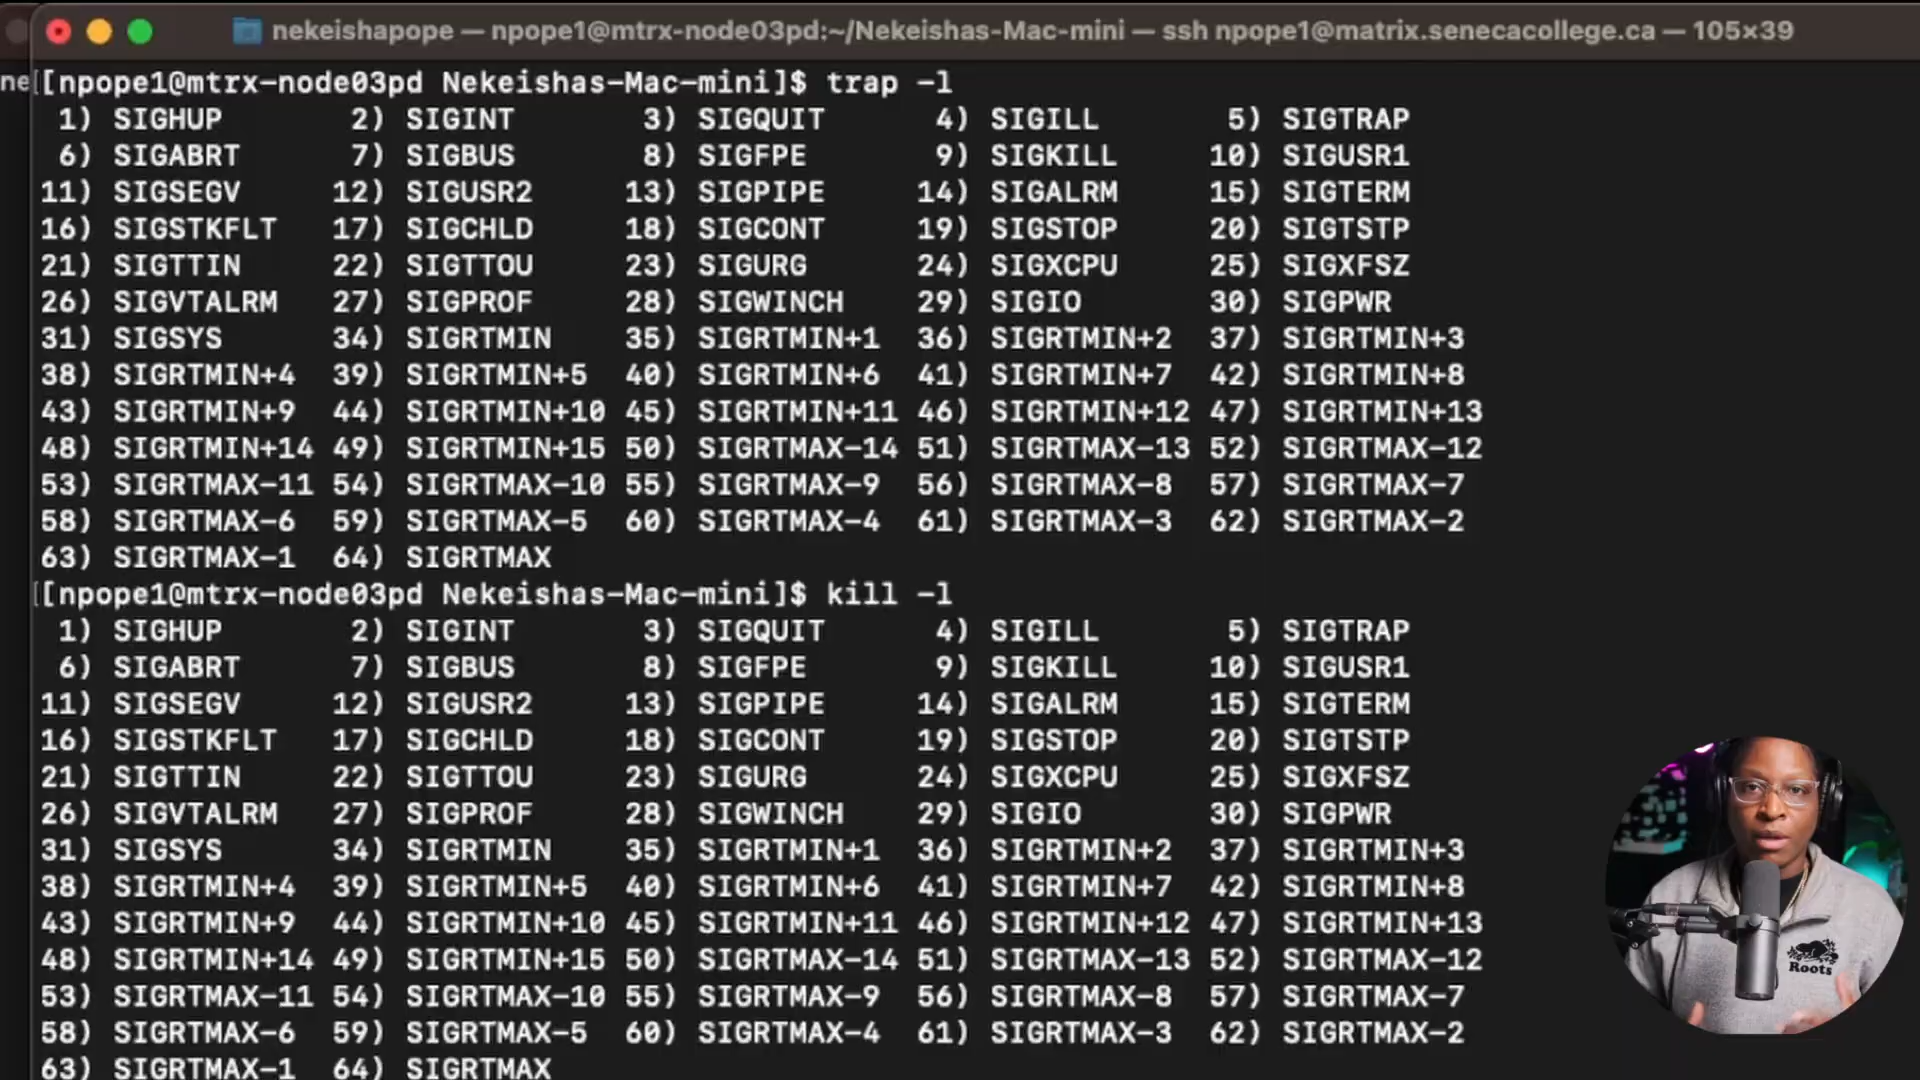 nekeishapope — npope1@mtrx-node03pd:~/Nekeishas-Mac-mini — ssh npope1@matrix.senecacollege.ca — 105×39
ne
[[npope1@mtrx-node03pd Nekeishas-Mac-mini]$ trap -l
1) SIGHUP 2) SIGINT 3) SIGQUIT 4) SIGILL 5) SIGTRAP
6) SIGABRT 7) SIGBUS 8) SIGFPE 9) SIGKILL 10) SIGUSR1
11) SIGSEGV 12) SIGUSR2 13) SIGPIPE 14) SIGALRM 15) SIGTERM
16) SIGSTKFLT 17) SIGCHLD 18) SIGCONT 19) SIGSTOP 20) SIGTSTP
21) SIGTTIN 22) SIGTTOU 23) SIGURG 24) SIGXCPU 25) SIGXFSZ
26) SIGVTALRM 27) SIGPROF 28) SIGWINCH 29) SIGIO 30) SIGPWR
31) SIGSYS 34) SIGRTMIN 35) SIGRTMIN+1 36) SIGRTMIN+2 37) SIGRTMIN+3
38) SIGRTMIN+4 39) SIGRTMIN+5 40) SIGRTMIN+6 41) SIGRTMIN+7 42) SIGRTMIN+8
43) SIGRTMIN+9 44) SIGRTMIN+10 45) SIGRTMIN+11 46) SIGRTMIN+12 47) SIGRTMIN+13
48) SIGRTMIN+14 49) SIGRTMIN+15 50) SIGRTMAX-14 51) SIGRTMAX-13 52) SIGRTMAX-12
53) SIGRTMAX-11 54) SIGRTMAX-10 55) SIGRTMAX-9 56) SIGRTMAX-8 57) SIGRTMAX-7
58) SIGRTMAX-6 59) SIGRTMAX-5 60) SIGRTMAX-4 61) SIGRTMAX-3 62) SIGRTMAX-2
63) SIGRTMAX-1 64) SIGRTMAX
[[npope1@mtrx-node03pd Nekeishas-Mac-mini]$ kill -l
1) SIGHUP 2) SIGINT 3) SIGQUIT 4) SIGILL 5) SIGTRAP
6) SIGABRT 7) SIGBUS 8) SIGFPE 9) SIGKILL 10) SIGUSR1
11) SIGSEGV 12) SIGUSR2 13) SIGPIPE 14) SIGALRM 15) SIGTERM
16) SIGSTKFLT 17) SIGCHLD 18) SIGCONT 19) SIGSTOP 20) SIGTSTP
21) SIGTTIN 22) SIGTTOU 23) SIGURG 24) SIGXCPU 25) SIGXFSZ
26) SIGVTALRM 27) SIGPROF 28) SIGWINCH 29) SIGIO 30) SIGPWR
31) SIGSYS 34) SIGRTMIN 35) SIGRTMIN+1 36) SIGRTMIN+2 37) SIGRTMIN+3
38) SIGRTMIN+4 39) SIGRTMIN+5 40) SIGRTMIN+6 41) SIGRTMIN+7 42) SIGRTMIN+8
43) SIGRTMIN+9 44) SIGRTMIN+10 45) SIGRTMIN+11 46) SIGRTMIN+12 47) SIGRTMIN+13
48) SIGRTMIN+14 49) SIGRTMIN+15 50) SIGRTMAX-14 51) SIGRTMAX-13 52) SIGRTMAX-12
53) SIGRTMAX-11 54) SIGRTMAX-10 55) SIGRTMAX-9 56) SIGRTMAX-8 57) SIGRTMAX-7
58) SIGRTMAX-6 59) SIGRTMAX-5 60) SIGRTMAX-4 61) SIGRTMAX-3 62) SIGRTMAX-2
63) SIGRTMAX-1 64) SIGRTMAX
Roots